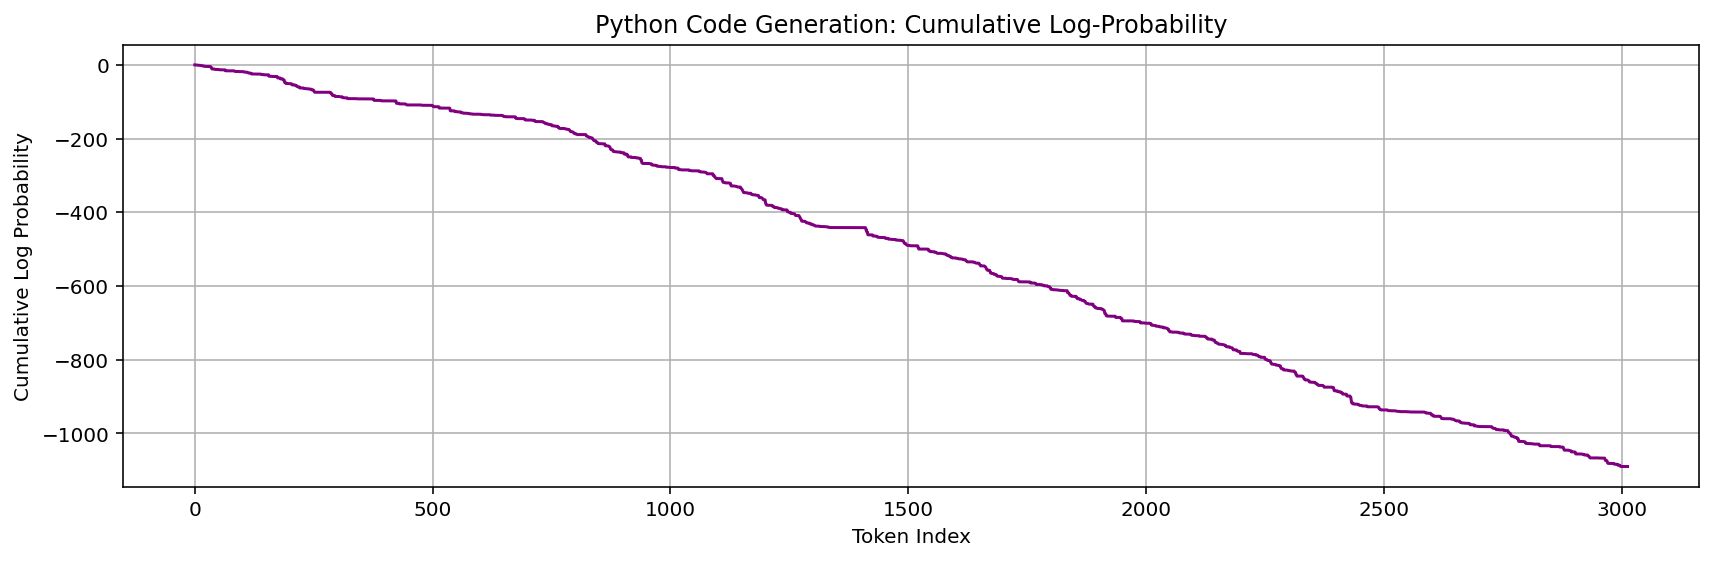 Python Code Generation: Cumulative Log-Probability
Cumulative Log Probability
0
−200
−400
−600
−800
−1000
0 500 1000 1500 2000 2500 3000
Token Index